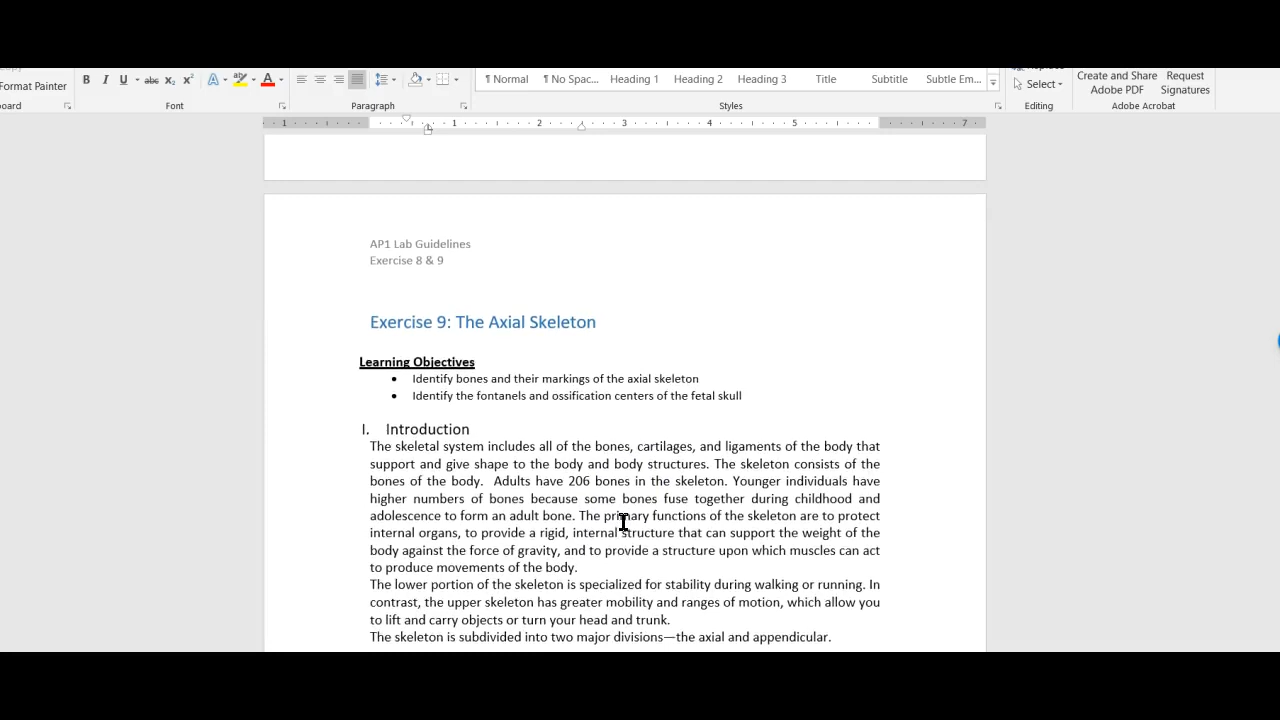 Format Painter
B I U abc X₂ X² A A
¶ Normal ¶ No Spac... Heading 1 Heading 2 Heading 3 Title Subtitle Subtle Em...
Select
Create and Share Adobe PDF
Request Signatures
Font Paragraph Styles Editing Adobe Acrobat
1 1 2 3 4 5 7
AP1 Lab Guidelines
Exercise 8 & 9
Exercise 9: The Axial Skeleton
Learning Objectives
• Identify bones and their markings of the axial skeleton
• Identify the fontanels and ossification centers of the fetal skull
I. Introduction
The skeletal system includes all of the bones, cartilages, and ligaments of the body that
support and give shape to the body and body structures. The skeleton consists of the
bones of the body. Adults have 206 bones in the skeleton. Younger individuals have
higher numbers of bones because some bones fuse together during childhood and
adolescence to form an adult bone. The primary functions of the skeleton are to protect
internal organs, to provide a rigid, internal structure that can support the weight of the
body against the force of gravity, and to provide a structure upon which muscles can act
to produce movements of the body.
The lower portion of the skeleton is specialized for stability during walking or running. In
contrast, the upper skeleton has greater mobility and ranges of motion, which allow you
to lift and carry objects or turn your head and trunk.
The skeleton is subdivided into two major divisions—the axial and appendicular.